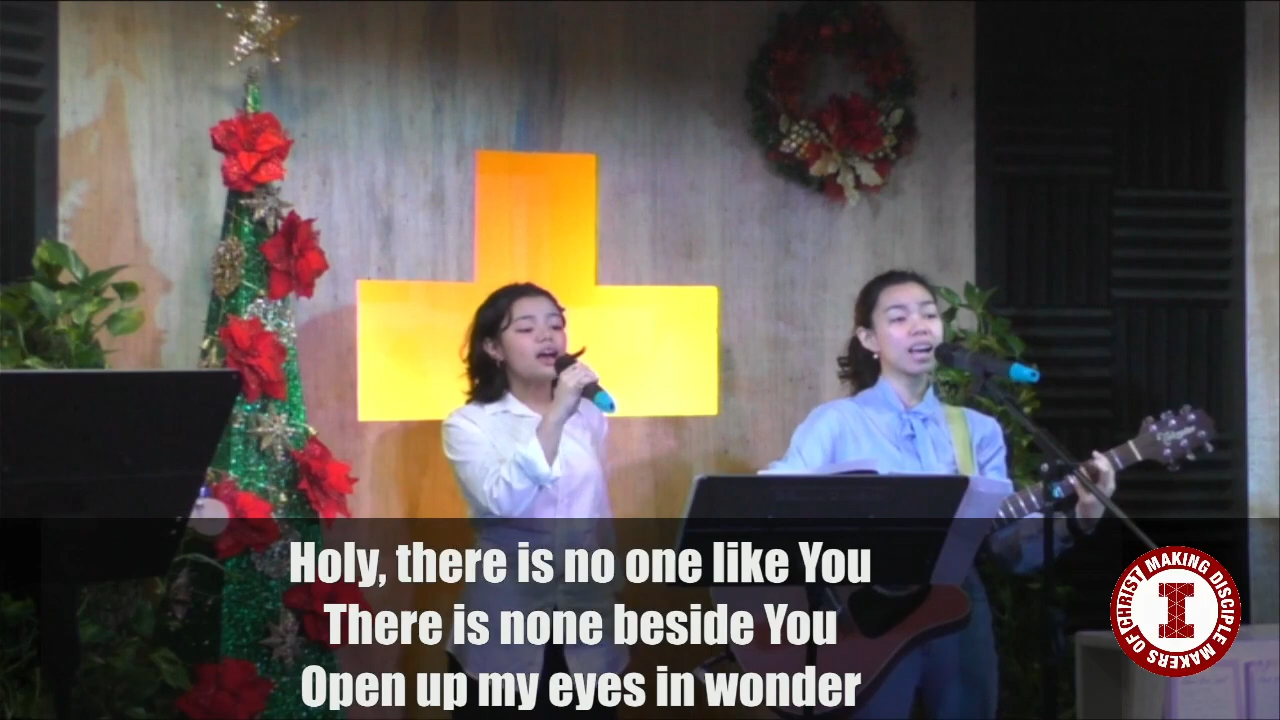 Holy, there is no one like You
There is none beside You
Open up my eyes in wonder
CHRIST MAKING DISCIPLE MAKERS OF
I